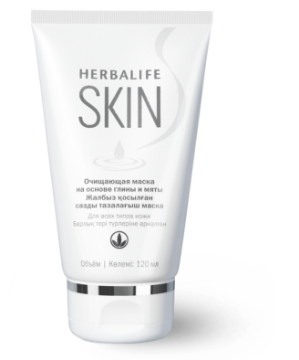 HERBALIFE
SKIN
Очищающая маска
на основе глины и мяты
Жалбыз қосылған
сазды тазалағыш маска
Для всех типов кожи
Барлық тері түрлеріне арналған
Объём | Көлемі: 120 мл